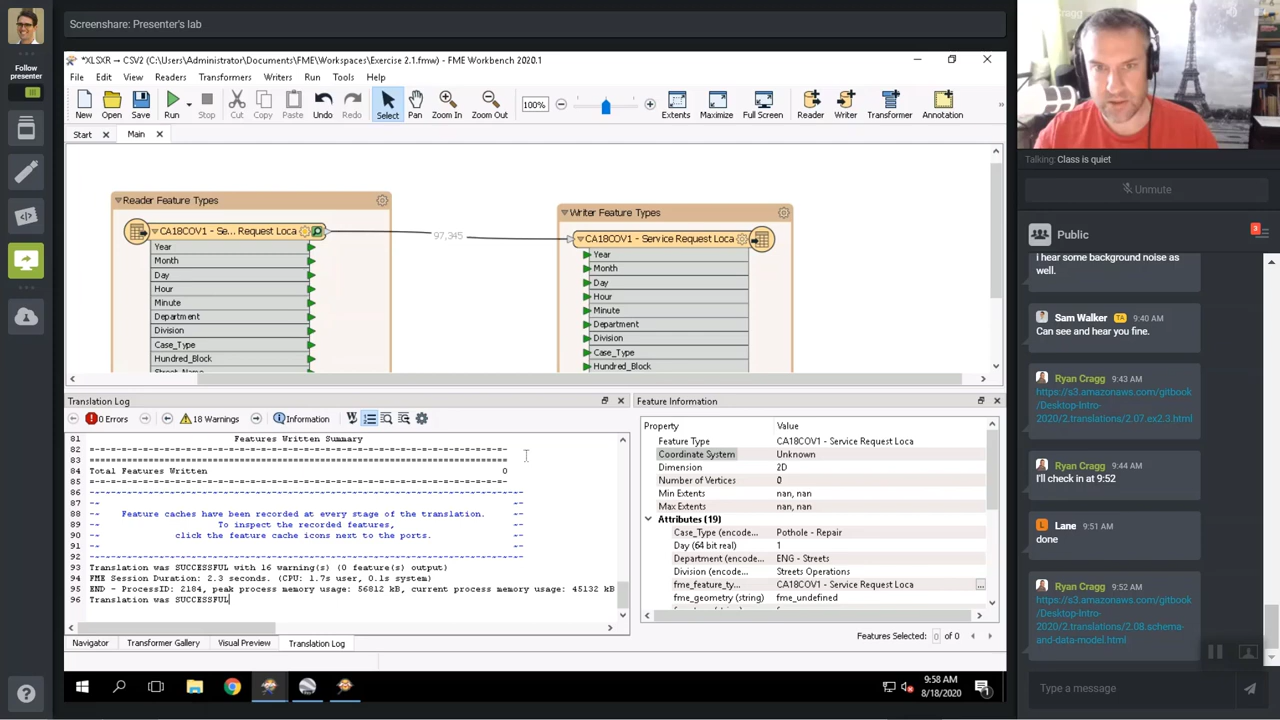 Screenshare: Presenter's lab
Follow
presenter
*XLSXR → CSV2 (C:\Users\Administrator\Documents\FME\Workspaces\Exercise 2.1.fmw) - FME Workbench 2020.1
File Edit View Readers Transformers Writers Run Tools Help
New Open Save Run Stop Cut Copy Paste Undo Redo Select Pan Zoom In Zoom Out 100% Extents Maximize Full Screen Reader Writer Transformer Annotation
Start Main
Reader Feature Types
CA18COV1 - Se... Request Loca
Year
Month
Day
Hour
Minute
Department
Division
Case_Type
Hundred_Block
Street_Name
97,345
Writer Feature Types
CA18COV1 - Service Request Loca
Year
Month
Day
Hour
Minute
Department
Division
Case_Type
Hundred_Block
Translation Log
0 Errors 18 Warnings Information
81 Features Written Summary
82 =-=-=-=-=-=-=-=-=-=-=-=-=-=-=-=-=-=-=-=-=-=-=-=-=-=-=-=-=-=-=-=-=-=-=-=-=-=-
83 ==============================================================================
84 Total Features Written 0
85 =-=-=-=-=-=-=-=-=-=-=-=-=-=-=-=-=-=-=-=-=-=-=-=-=-=-=-=-=-=-=-=-=-=-=-=-=-=-
86 -~-~-~-~-~-~-~-~-~-~-~-~-~-~-~-~-~-~-~-~-~-~-~-~-~-~-~-~-~-~-~-~-~-~-~-~-~-~-
87 -~ -~
88 -~ Feature caches have been recorded at every stage of the translation. -~
89 -~ To inspect the recorded features, -~
90 -~ click the feature cache icons next to the ports. -~
91 -~ -~
92 -~-~-~-~-~-~-~-~-~-~-~-~-~-~-~-~-~-~-~-~-~-~-~-~-~-~-~-~-~-~-~-~-~-~-~-~-~-~-
93 Translation was SUCCESSFUL with 16 warning(s) (0 feature(s) output)
94 FME Session Duration: 2.3 seconds. (CPU: 1.7s user, 0.1s system)
95 END - ProcessID: 2184, peak process memory usage: 56812 kB, current process memory usage: 45132 kB
96 Translation was SUCCESSFUL
Feature Information
Property Value
Feature Type CA18COV1 - Service Request Loca
Coordinate System Unknown
Dimension 2D
Number of Vertices 0
Min Extents nan, nan
Max Extents nan, nan
Attributes (19)
Case_Type (encode... Pothole - Repair
Day (64 bit real) 1
Department (encode... ENG - Streets
Division (encoded:... Streets Operations
fme_feature_ty... CA18COV1 - Service Request Loca ...
fme_geometry (string) fme_undefined
Features Selected: 0 of 0
Navigator Transformer Gallery Visual Preview Translation Log
9:58 AM
8/18/2020
1
Cragg
Talking: Class is quiet
Unmute
Public
3
I hear some background noise as
well.
Sam Walker TA 9:40 AM
Can see and hear you fine.
Ryan Cragg 9:43 AM
https://s3.amazonaws.com/gitbook
/Desktop-Intro-
2020/2.translations/2.07.ex2.3.html
Ryan Cragg 9:44 AM
I'll check in at 9:52
L Lane 9:51 AM
done
Ryan Cragg 9:52 AM
https://s3.amazonaws.com/gitbook
/Desktop-Intro-
2020/2.translations/2.08.schema-
and-data-model.html
Type a message